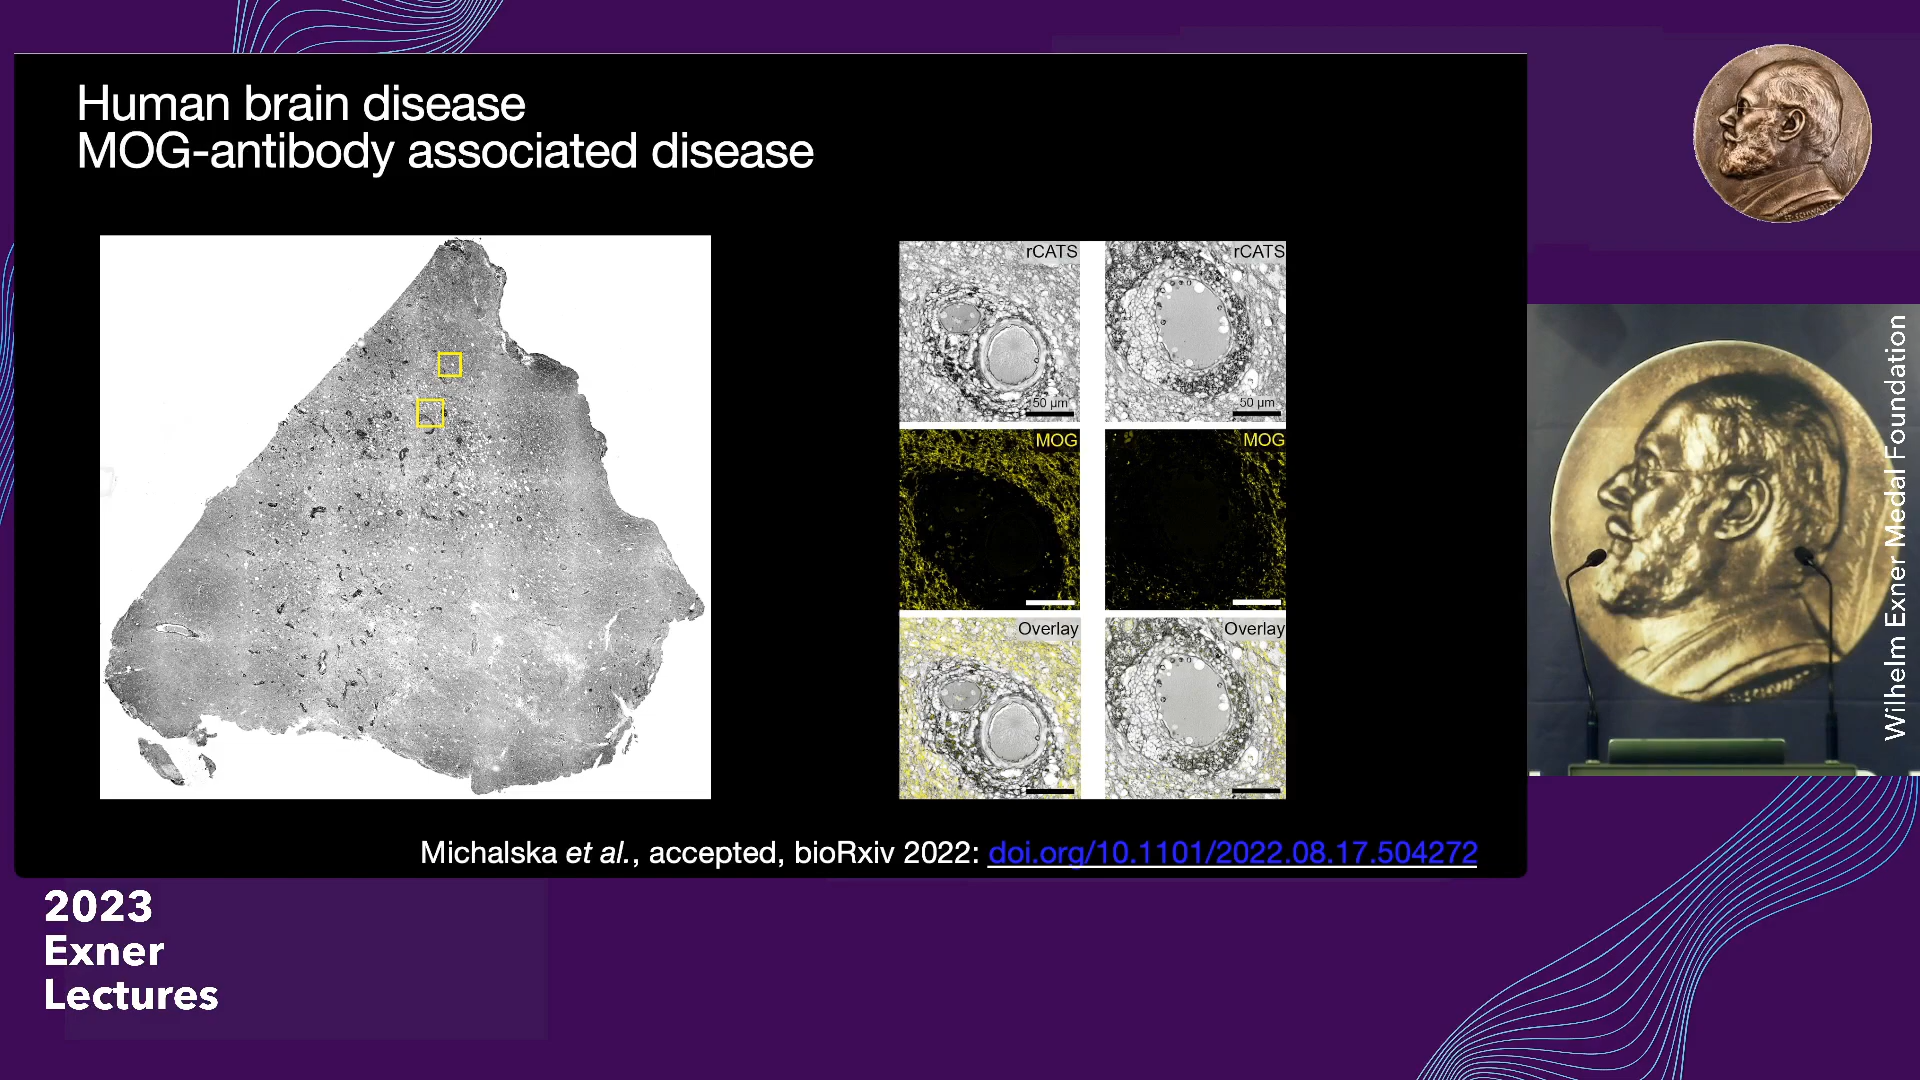 Human brain disease
MOG-antibody associated disease
rCATS
rCATS
50 µm
50 µm
MOG
MOG
Overlay
Overlay
Michalska et al., accepted, bioRxiv 2022: doi.org/10.1101/2022.08.17.504272
Wilhelm Exner Medal Foundation
2023
Exner
Lectures